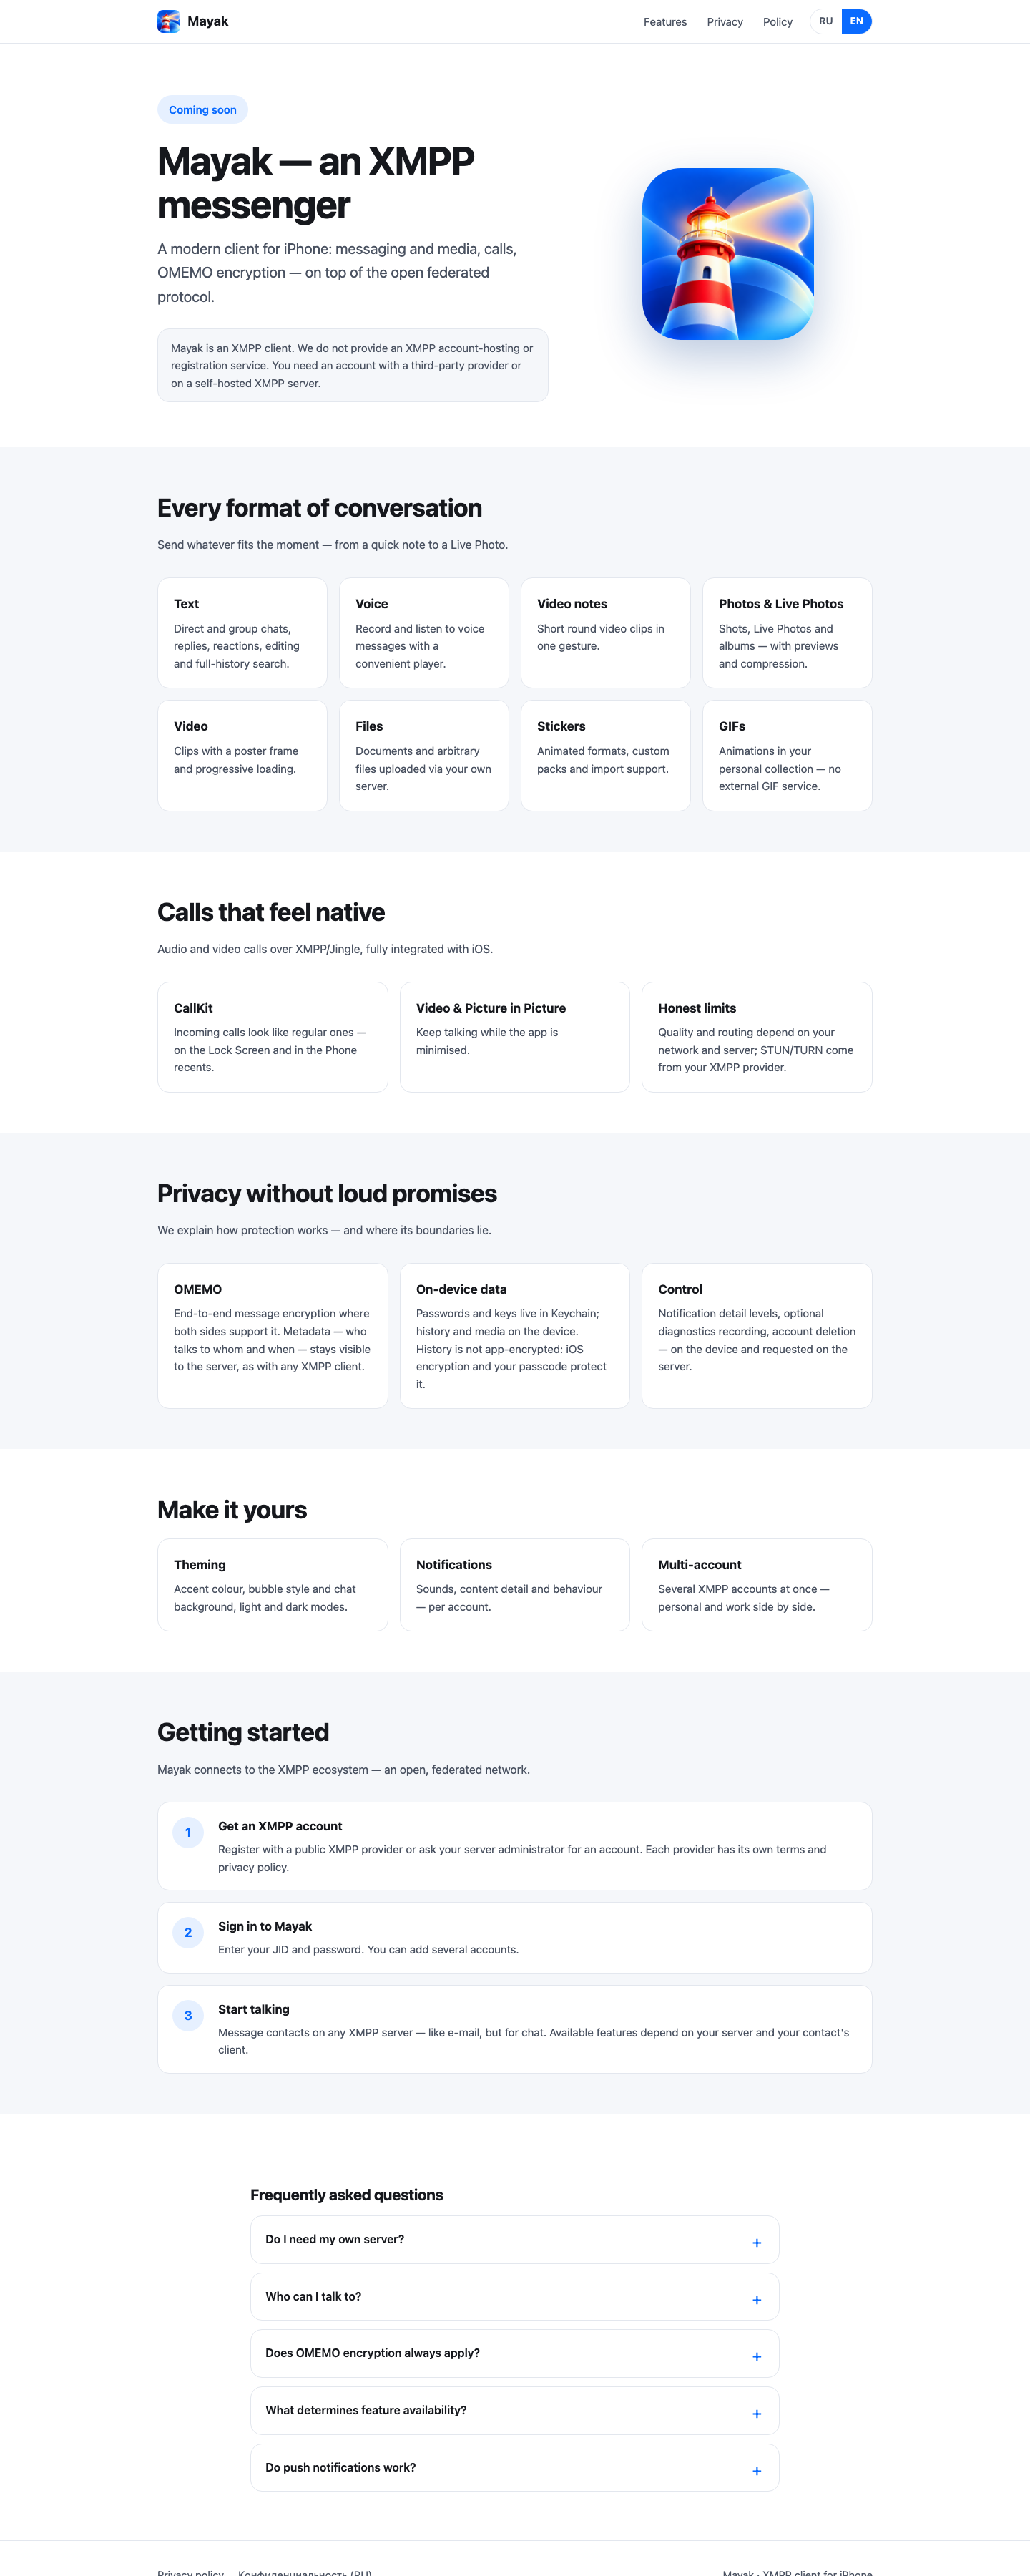 Mayak
Features Privacy Policy RU EN
Coming soon
Mayak — an XMPP
messenger
A modern client for iPhone: messaging and media, calls,
OMEMO encryption — on top of the open federated
protocol.
Mayak is an XMPP client. We do not provide an XMPP account-hosting or
registration service. You need an account with a third-party provider or
on a self-hosted XMPP server.
Every format of conversation
Send whatever fits the moment — from a quick note to a Live Photo.
Text
Direct and group chats,
replies, reactions, editing
and full-history search.
Voice
Record and listen to voice
messages with a
convenient player.
Video notes
Short round video clips in
one gesture.
Photos & Live Photos
Shots, Live Photos and
albums — with previews
and compression.
Video
Clips with a poster frame
and progressive loading.
Files
Documents and arbitrary
files uploaded via your own
server.
Stickers
Animated formats, custom
packs and import support.
GIFs
Animations in your
personal collection — no
external GIF service.
Calls that feel native
Audio and video calls over XMPP/Jingle, fully integrated with iOS.
CallKit
Incoming calls look like regular ones —
on the Lock Screen and in the Phone
recents.
Video & Picture in Picture
Keep talking while the app is
minimised.
Honest limits
Quality and routing depend on your
network and server; STUN/TURN come
from your XMPP provider.
Privacy without loud promises
We explain how protection works — and where its boundaries lie.
OMEMO
End-to-end message encryption where
both sides support it. Metadata — who
talks to whom and when — stays visible
to the server, as with any XMPP client.
On-device data
Passwords and keys live in Keychain;
history and media on the device.
History is not app-encrypted: iOS
encryption and your passcode protect
it.
Control
Notification detail levels, optional
diagnostics recording, account deletion
— on the device and requested on the
server.
Make it yours
Theming
Accent colour, bubble style and chat
background, light and dark modes.
Notifications
Sounds, content detail and behaviour
— per account.
Multi-account
Several XMPP accounts at once —
personal and work side by side.
Getting started
Mayak connects to the XMPP ecosystem — an open, federated network.
1
Get an XMPP account
Register with a public XMPP provider or ask your server administrator for an account. Each provider has its own terms and
privacy policy.
2
Sign in to Mayak
Enter your JID and password. You can add several accounts.
3
Start talking
Message contacts on any XMPP server — like e-mail, but for chat. Available features depend on your server and your contact's
client.
Frequently asked questions
Do I need my own server? +
Who can I talk to? +
Does OMEMO encryption always apply? +
What determines feature availability? +
Do push notifications work? +
Privacy policy Конфиденциальность (RU) Mayak · XMPP client for iPhone